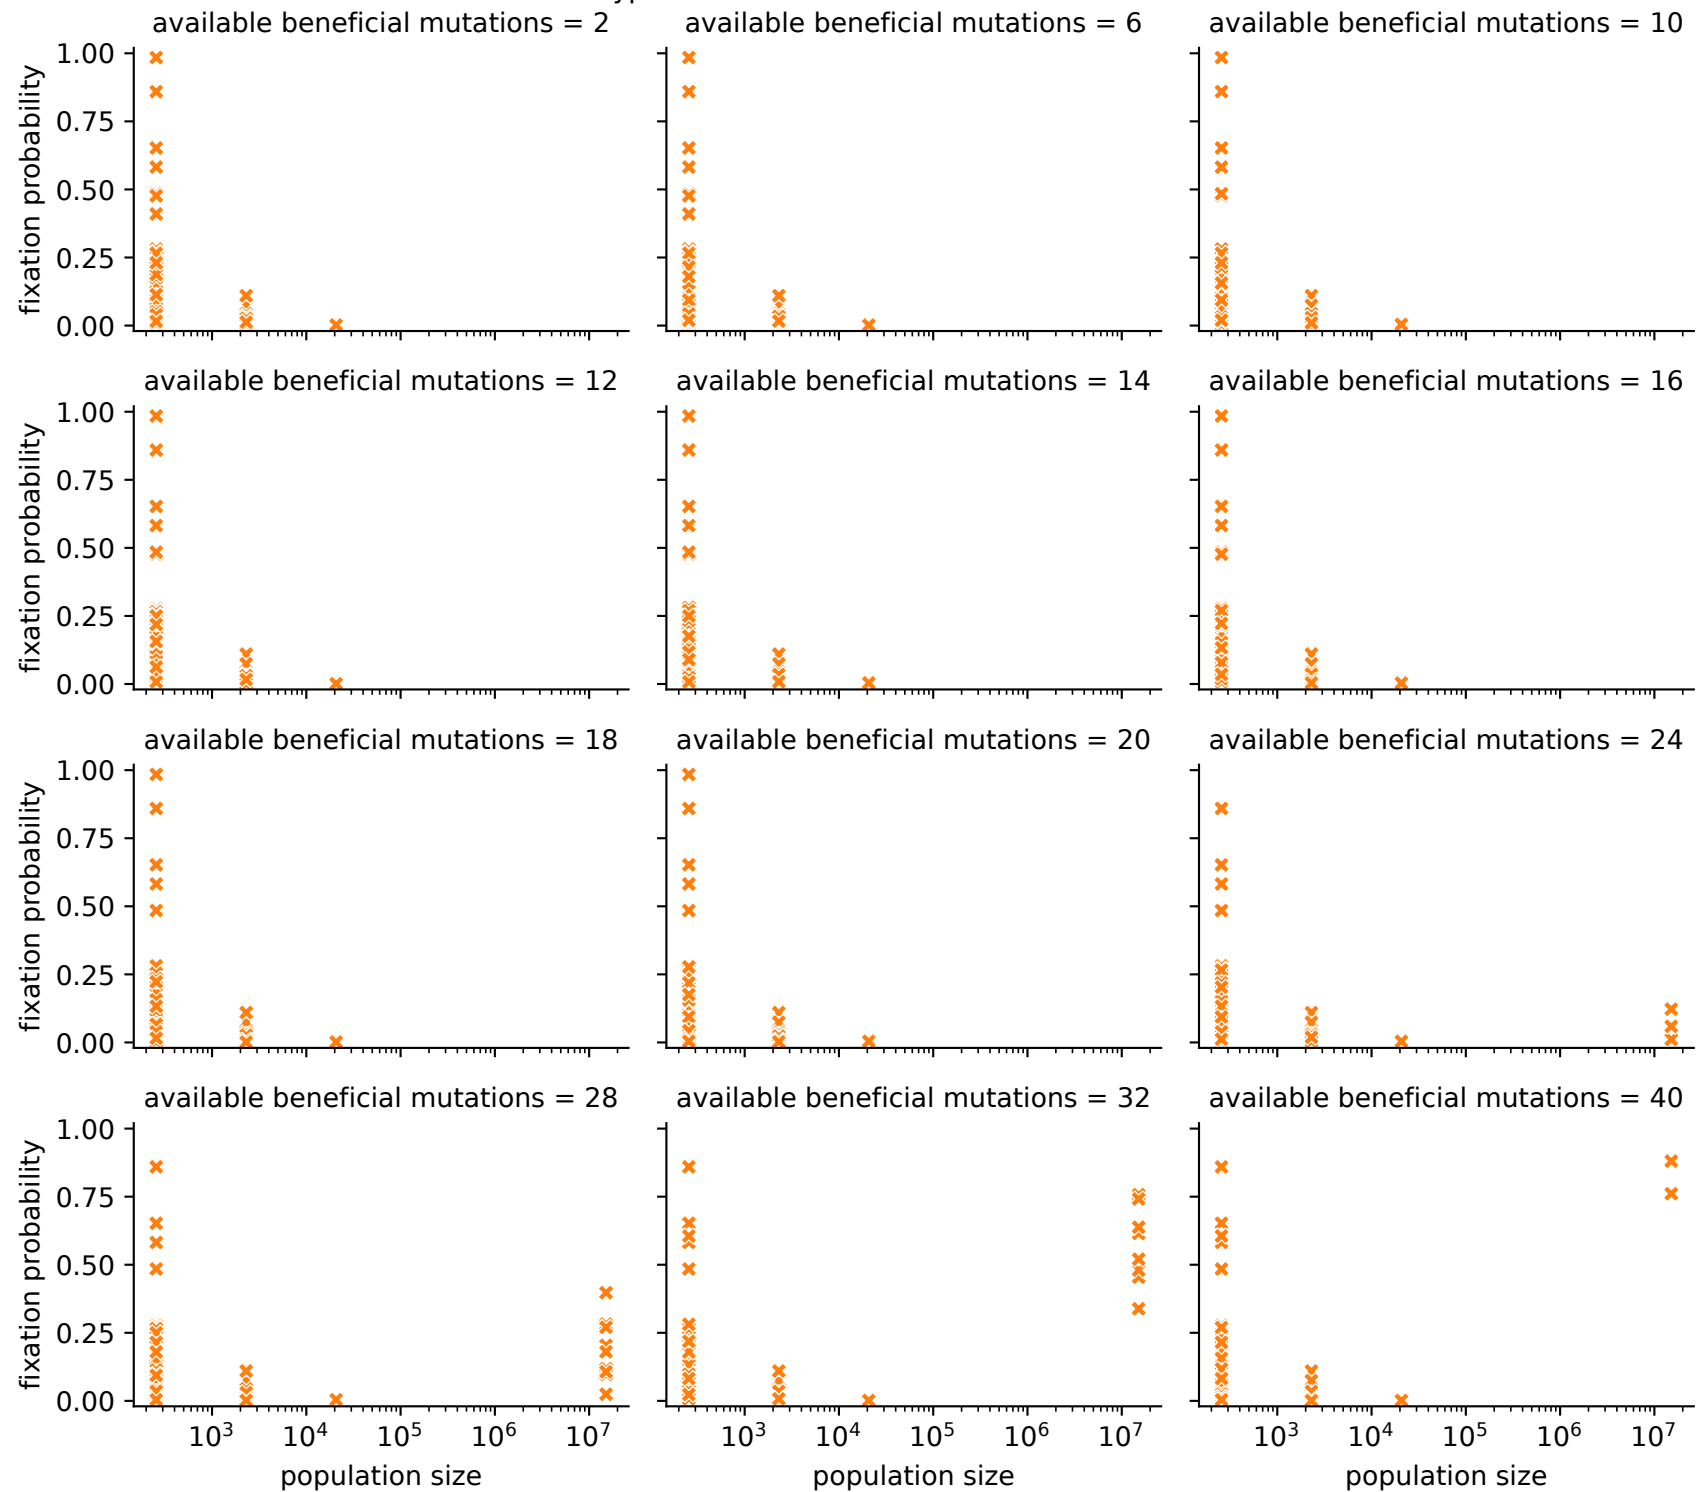 available beneficial mutations = 2
available beneficial mutations = 6
available beneficial mutations = 10
fixation probability
1.00
0.75
0.50
0.25
0.00
available beneficial mutations = 12
available beneficial mutations = 14
available beneficial mutations = 16
fixation probability
1.00
0.75
0.50
0.25
0.00
available beneficial mutations = 18
available beneficial mutations = 20
available beneficial mutations = 24
fixation probability
1.00
0.75
0.50
0.25
0.00
available beneficial mutations = 28
available beneficial mutations = 32
available beneficial mutations = 40
fixation probability
1.00
0.75
0.50
0.25
0.00
10³ 10⁴ 10⁵ 10⁶ 10⁷
10³ 10⁴ 10⁵ 10⁶ 10⁷
10³ 10⁴ 10⁵ 10⁶ 10⁷
population size
population size
population size